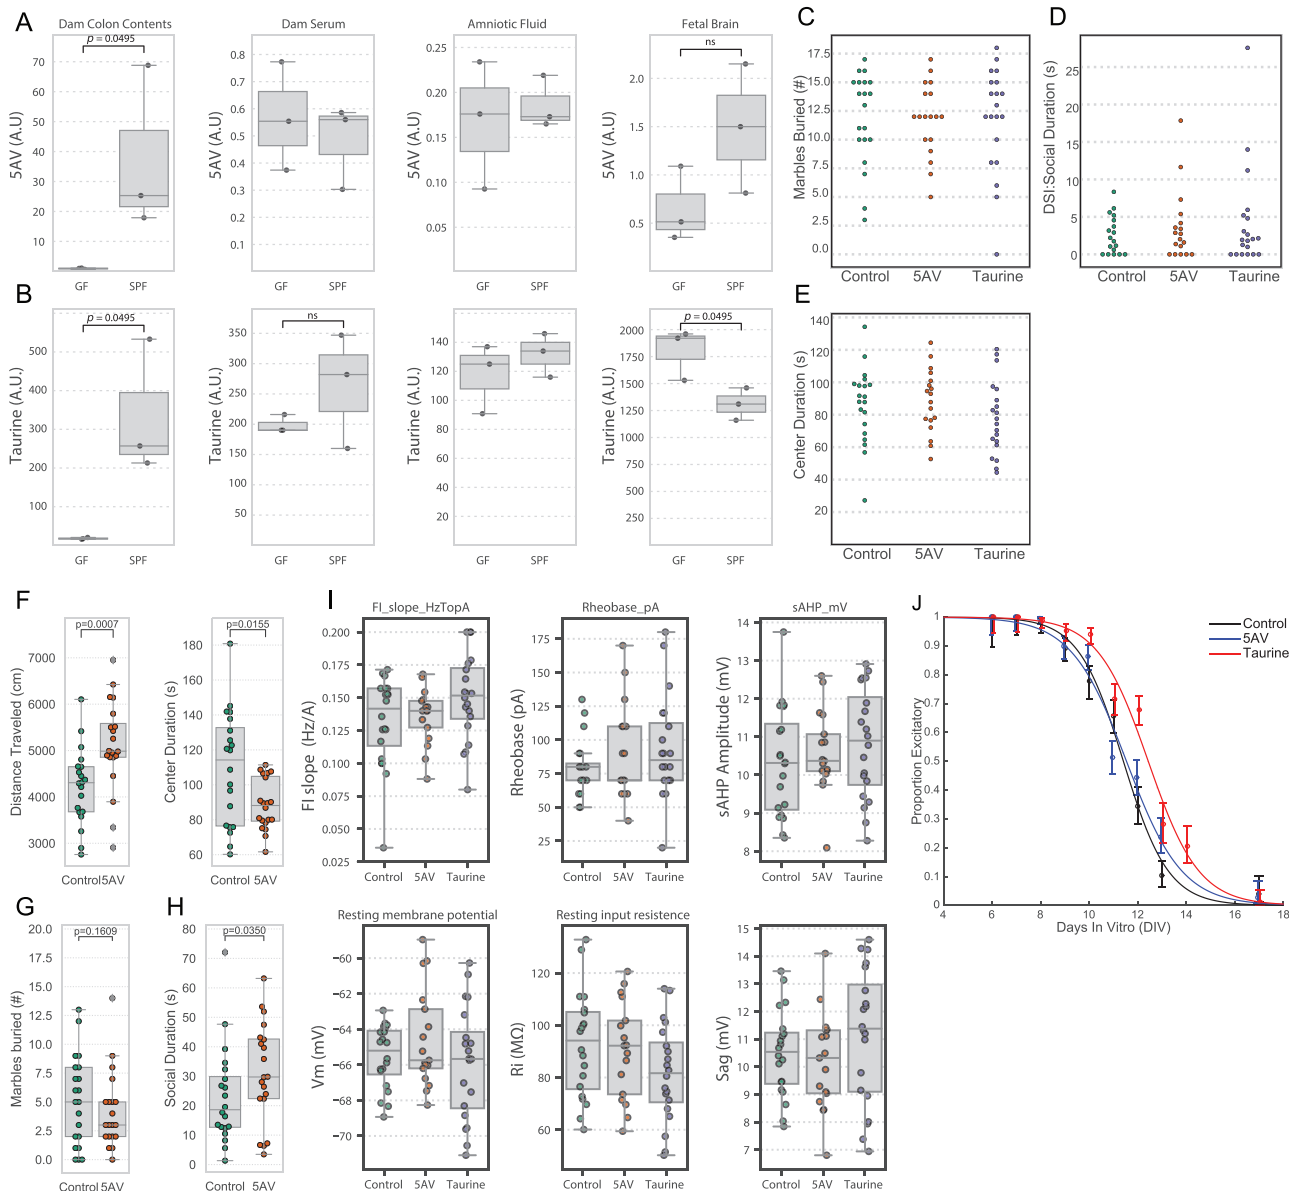 A
Dam Colon Contents
Dam Serum
Amniotic Fluid
Fetal Brain
5AV (A.U)
70
60
50
40
30
20
10
p = 0.0495
5AV (A.U)
0.8
0.7
0.6
0.5
0.4
0.3
0.2
0.1
5AV (A.U)
0.25
0.20
0.15
0.10
0.05
5AV (A.U)
2.0
1.5
1.0
0.5
ns
GF SPF
GF SPF
GF SPF
GF SPF
B
Taurine (A.U.)
500
400
300
200
100
p = 0.0495
Taurine (A.U.)
350
300
250
200
150
100
50
ns
Taurine (A.U.)
140
120
100
80
60
40
20
Taurine (A.U.)
2000
1750
1500
1250
1000
750
500
250
p = 0.0495
GF SPF
GF SPF
GF SPF
GF SPF
C
Marbles Buried (#)
17.5
15.0
12.5
10.0
7.5
5.0
2.5
0.0
Control 5AV Taurine
D
DSI:Social Duration (s)
25
20
15
10
5
0
Control 5AV Taurine
E
Center Duration (s)
140
120
100
80
60
40
20
Control 5AV Taurine
F
Distance Traveled (cm)
7000
6000
5000
4000
3000
p=0.0007
Control 5AV
Center Duration (s)
180
160
140
120
100
80
60
p=0.0155
Control 5AV
G
Marbles buried (#)
20.0
17.5
15.0
12.5
10.0
7.5
5.0
2.5
0.0
p=0.1609
Control 5AV
H
Social Duration (s)
80
70
60
50
40
30
20
10
0
p=0.0350
Control 5AV
I
FI_slope_HzTopA
FI slope (Hz/A)
0.200
0.175
0.150
0.125
0.100
0.075
0.050
0.025
Control 5AV Taurine
Rheobase_pA
Rheobase (pA)
175
150
125
100
75
50
25
Control 5AV Taurine
sAHP_mV
sAHP Amplitude (mV)
14
13
12
11
10
9
8
Control 5AV Taurine
Resting membrane potential
Vm (mV)
−60
−62
−64
−66
−68
−70
Control 5AV Taurine
Resting input resistence
Ri (MΩ)
120
100
80
60
Control 5AV Taurine
Sag (mV)
15
14
13
12
11
10
9
8
7
Control 5AV Taurine
J
Proportion Excitatory
1
0.9
0.8
0.7
0.6
0.5
0.4
0.3
0.2
0.1
0
4 6 8 10 12 14 16 18
Days In Vitro (DIV)
Control
5AV
Taurine